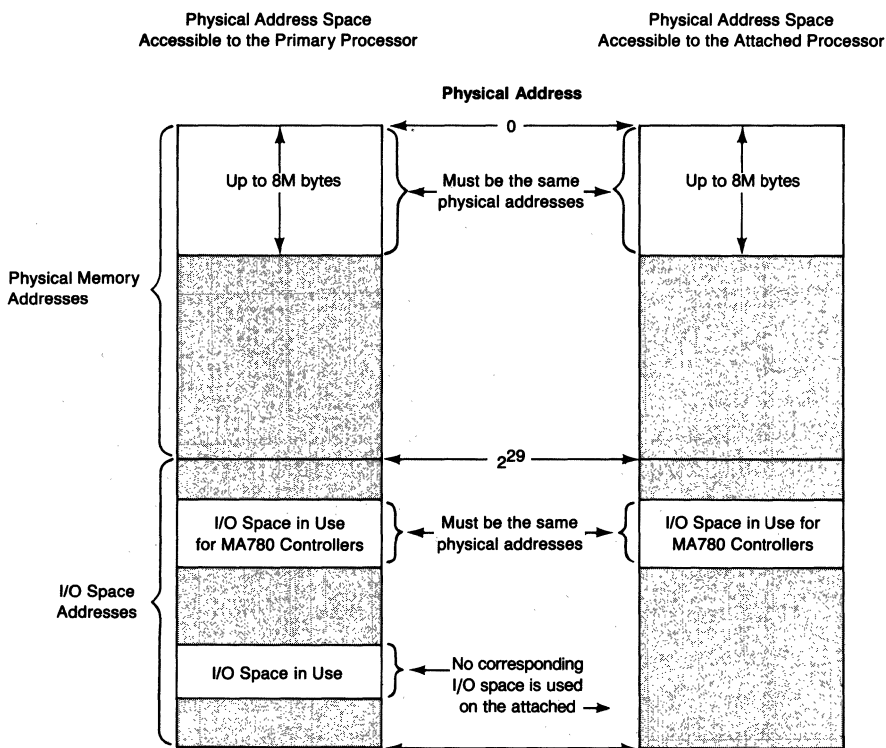 Physical Address Space
Accessible to the Primary Processor
Physical Address Space
Accessible to the Attached Processor
Physical Address
0
Up to 8M bytes
Must be the same
physical addresses
Up to 8M bytes
Physical Memory
Addresses
2^29
I/O Space in Use
for MA780 Controllers
Must be the same
physical addresses
I/O Space in Use for
MA780 Controllers
I/O Space
Addresses
I/O Space in Use
No corresponding
I/O space is used
on the attached